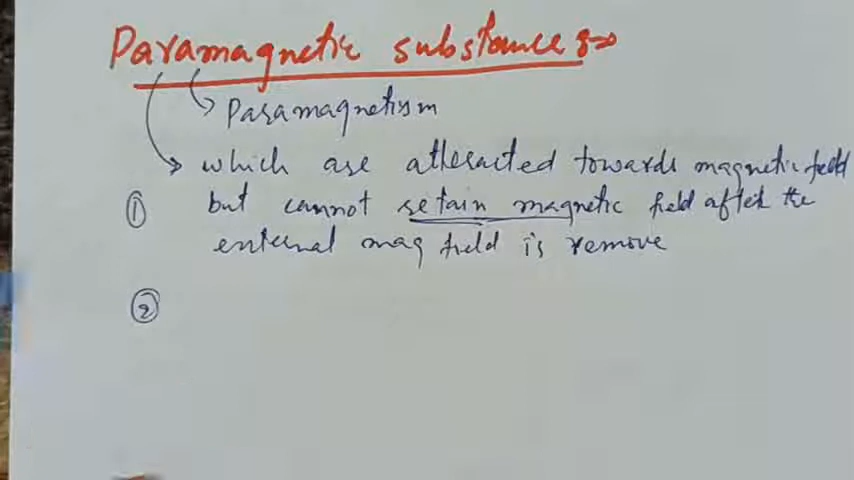 Paramagnetic substance :→
Paramagnetism
which are attracted towards magnetic field
① but cannot retain magnetic field after the
external mag field is remove
②